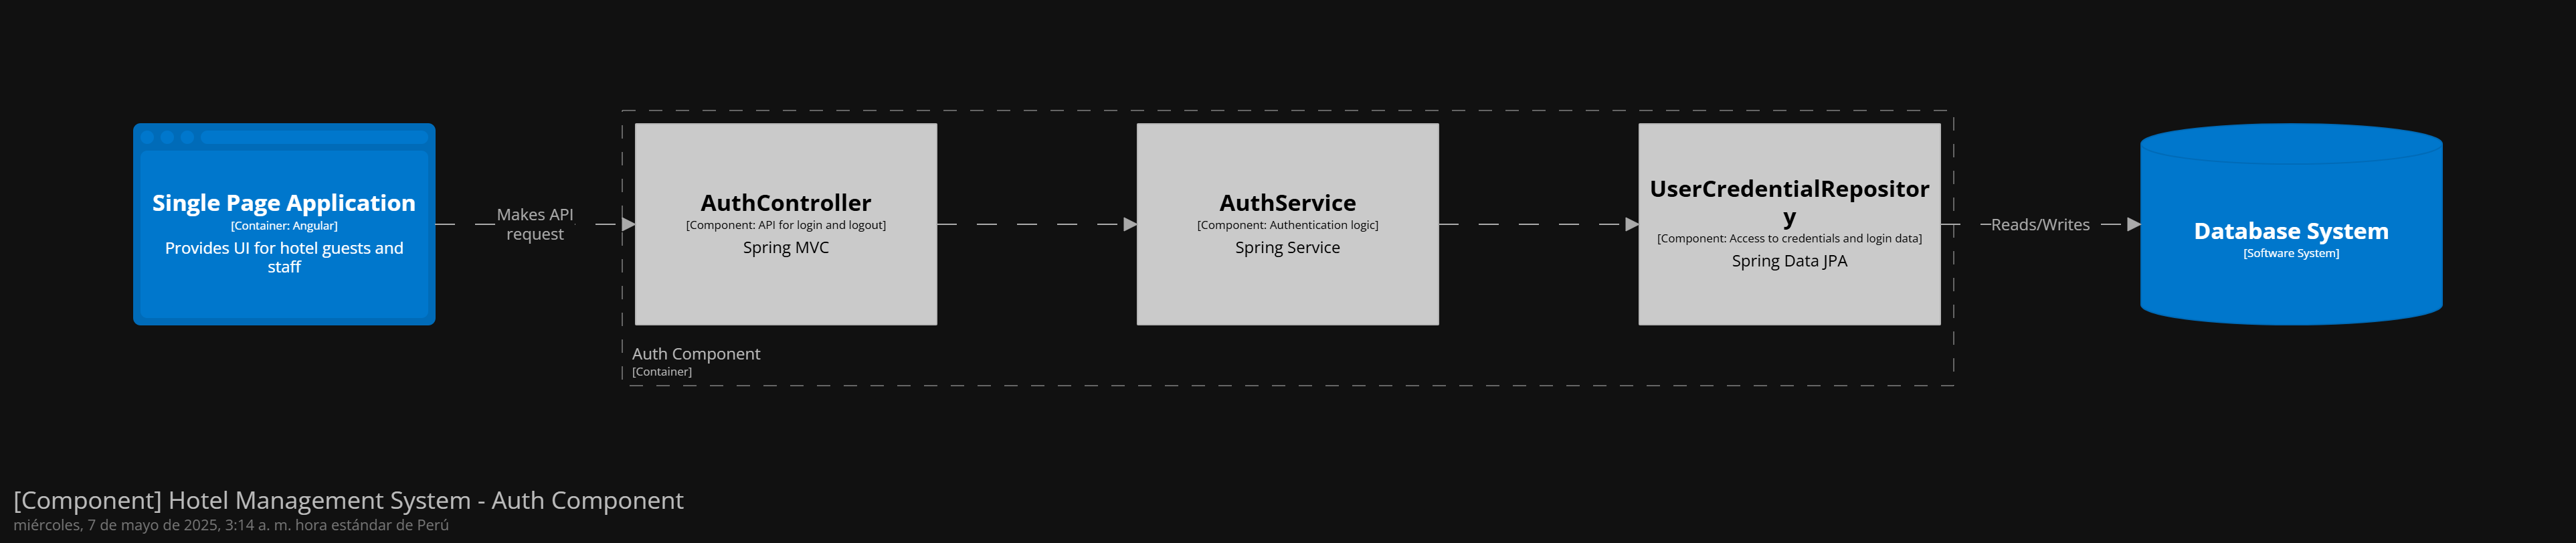 Single Page Application
[Container: Angular]
Provides UI for hotel guests and
staff
Makes API
request
AuthController
[Component: API for login and logout]
Spring MVC
AuthService
[Component: Authentication logic]
Spring Service
UserCredentialRepositor
y
[Component: Access to credentials and login data]
Spring Data JPA
Reads/Writes
Database System
[Software System]
Auth Component
[Container]
[Component] Hotel Management System - Auth Component
miércoles, 7 de mayo de 2025, 3:14 a. m. hora estándar de Perú